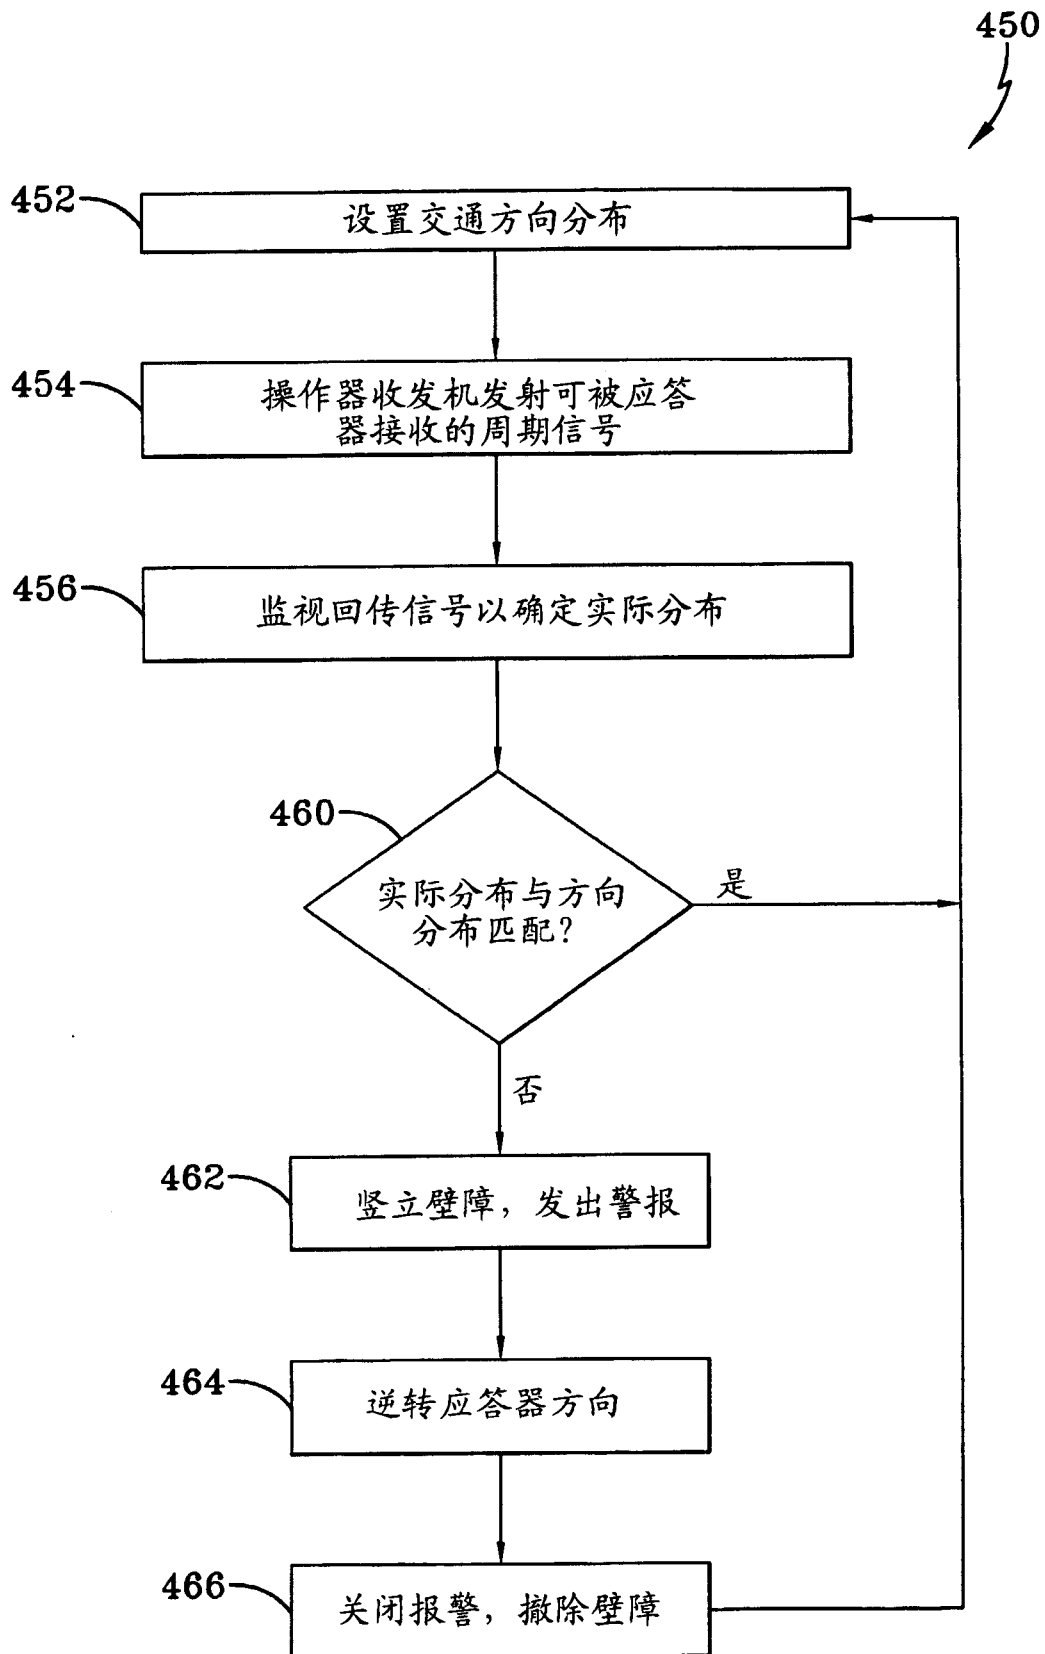 450
452
设置交通方向分布
454
操作器收发机发射可被应答
器接收的周期信号
456
监视回传信号以确定实际分布
460
实际分布与方向
分布匹配?
是
否
462
竖立壁障，发出警报
464
逆转应答器方向
466
关闭报警，撤除壁障